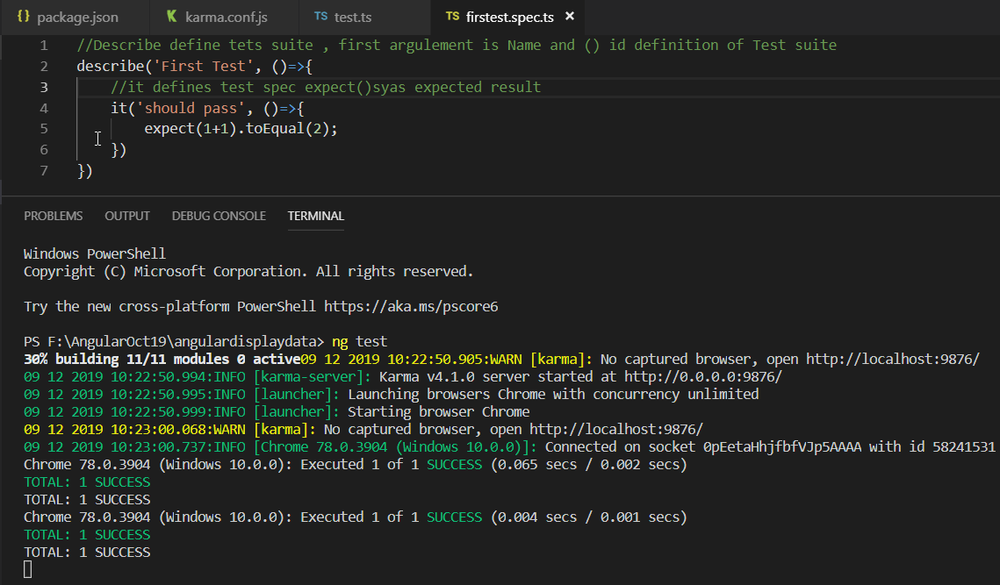 {} package.json K karma.conf.js TS test.ts TS firstest.spec.ts ×
1 //Describe define tets suite , first argulement is Name and () id definition of Test suite
2 describe('First Test', ()=>{
3 //it defines test spec expect()syas expected result
4 it('should pass', ()=>{
5 expect(1+1).toEqual(2);
6 })
7 })
PROBLEMS OUTPUT DEBUG CONSOLE TERMINAL
Windows PowerShell
Copyright (C) Microsoft Corporation. All rights reserved.
Try the new cross-platform PowerShell https://aka.ms/pscore6
PS F:\AngularOct19\angulardisplaydata> ng test
30% building 11/11 modules 0 active09 12 2019 10:22:50.905:WARN [karma]: No captured browser, open http://localhost:9876/
09 12 2019 10:22:50.994:INFO [karma-server]: Karma v4.1.0 server started at http://0.0.0.0:9876/
09 12 2019 10:22:50.995:INFO [launcher]: Launching browsers Chrome with concurrency unlimited
09 12 2019 10:22:50.999:INFO [launcher]: Starting browser Chrome
09 12 2019 10:23:00.068:WARN [karma]: No captured browser, open http://localhost:9876/
09 12 2019 10:23:00.737:INFO [Chrome 78.0.3904 (Windows 10.0.0)]: Connected on socket 0pEetaHhjfbfVJp5AAAA with id 58241531
Chrome 78.0.3904 (Windows 10.0.0): Executed 1 of 1 SUCCESS (0.065 secs / 0.002 secs)
TOTAL: 1 SUCCESS
TOTAL: 1 SUCCESS
Chrome 78.0.3904 (Windows 10.0.0): Executed 1 of 1 SUCCESS (0.004 secs / 0.001 secs)
TOTAL: 1 SUCCESS
TOTAL: 1 SUCCESS